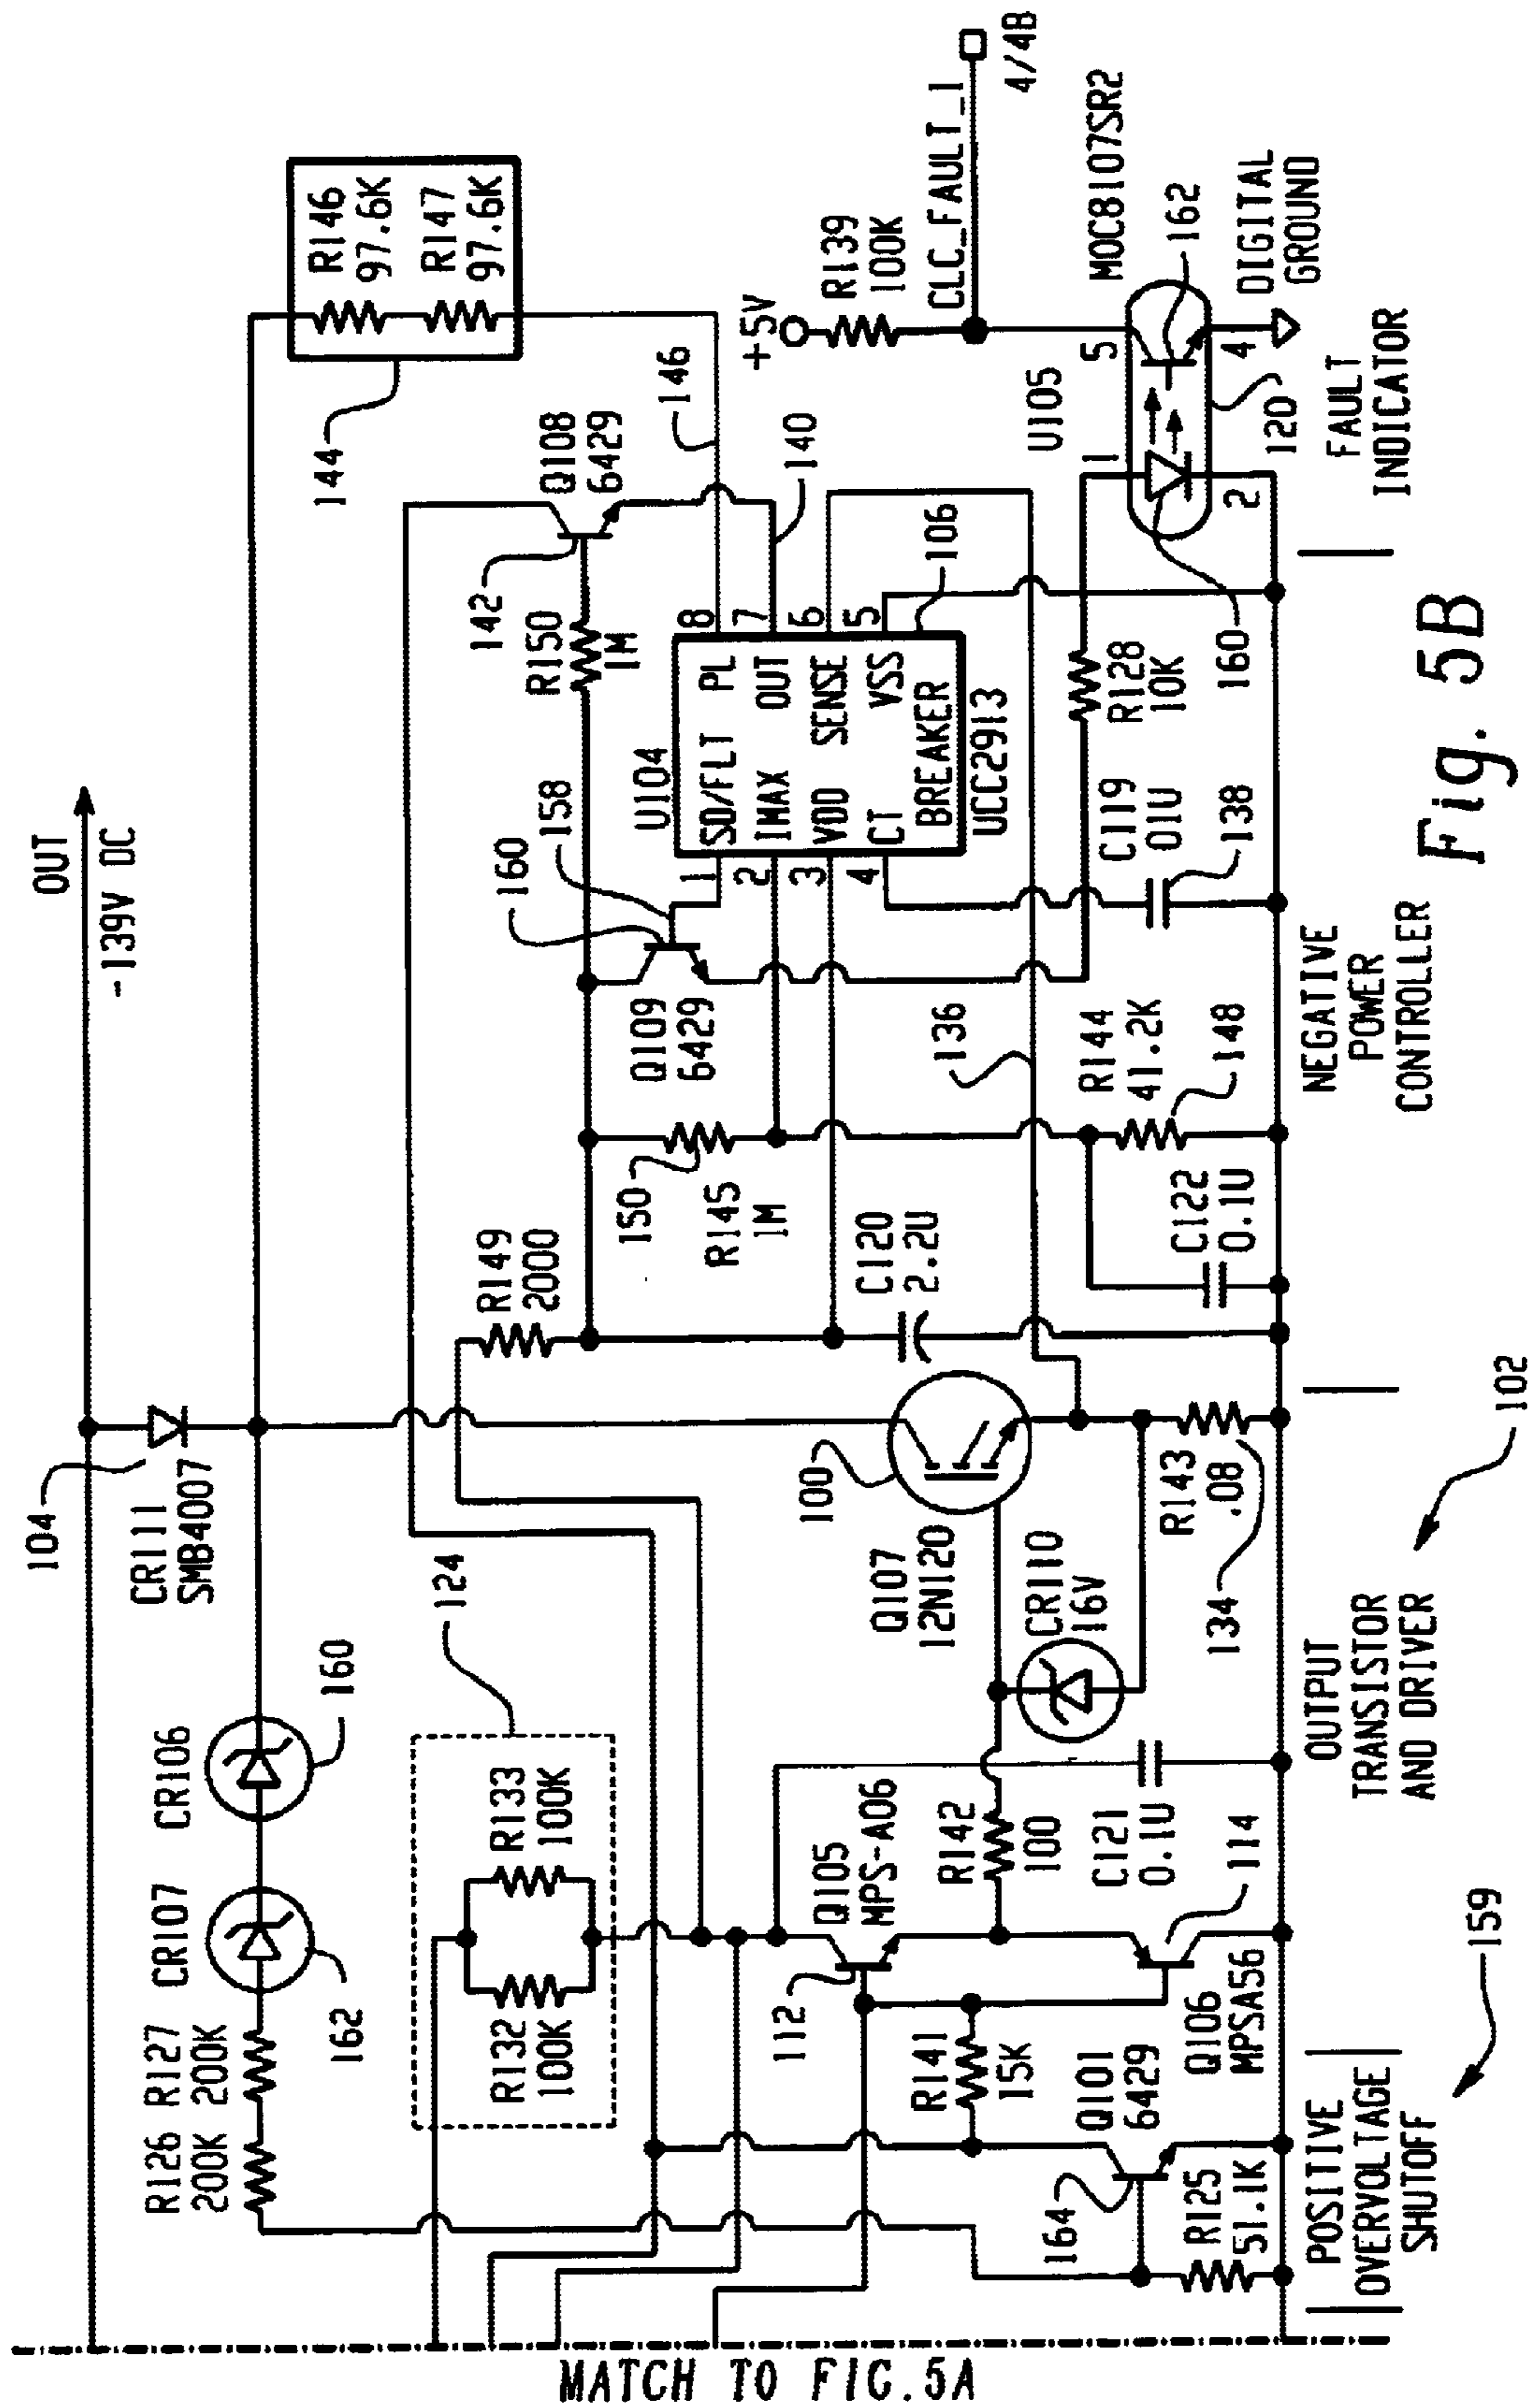 OUT
-139V DC
104
CR111
SMB4007
R126 R127
200K 200K
CR107
CR106
162
160
124
R132
100K
R133
100K
R146
97.6K
R147
97.6K
144
146
Q108
6429
142
R150
1M
140
U104
SD/FLT
PL
IMAX
OUT
VDD
SENSE
CT
VSS
BREAKER
UCC2913
1
2
3
4
8
7
6
5
106
158
160
Q109
6429
R149
2000
150
R145
1M
136
C120
2.2U
R144
41.2K
148
C122
0.1U
C119
01U
138
R128
10K
160
+5V
R139
100K
CLC_FAULT_1
4/4B
U105
MOC8107SR2
1
2
5
4
162
120
DIGITAL
GROUND
100
Q107
12N120
CR110
16V
R143
.08
134
Q105
MPS-A06
112
R142
100
C121
0.1U
114
R141
15K
Q106
MPSA56
Q101
6429
164
R125
51.1K
POSITIVE
OVERVOLTAGE
SHUTOFF
159
OUTPUT
TRANSISTOR
AND DRIVER
102
NEGATIVE
POWER
CONTROLLER
FAULT
INDICATOR
Fig. 5B
MATCH TO FIG.5A